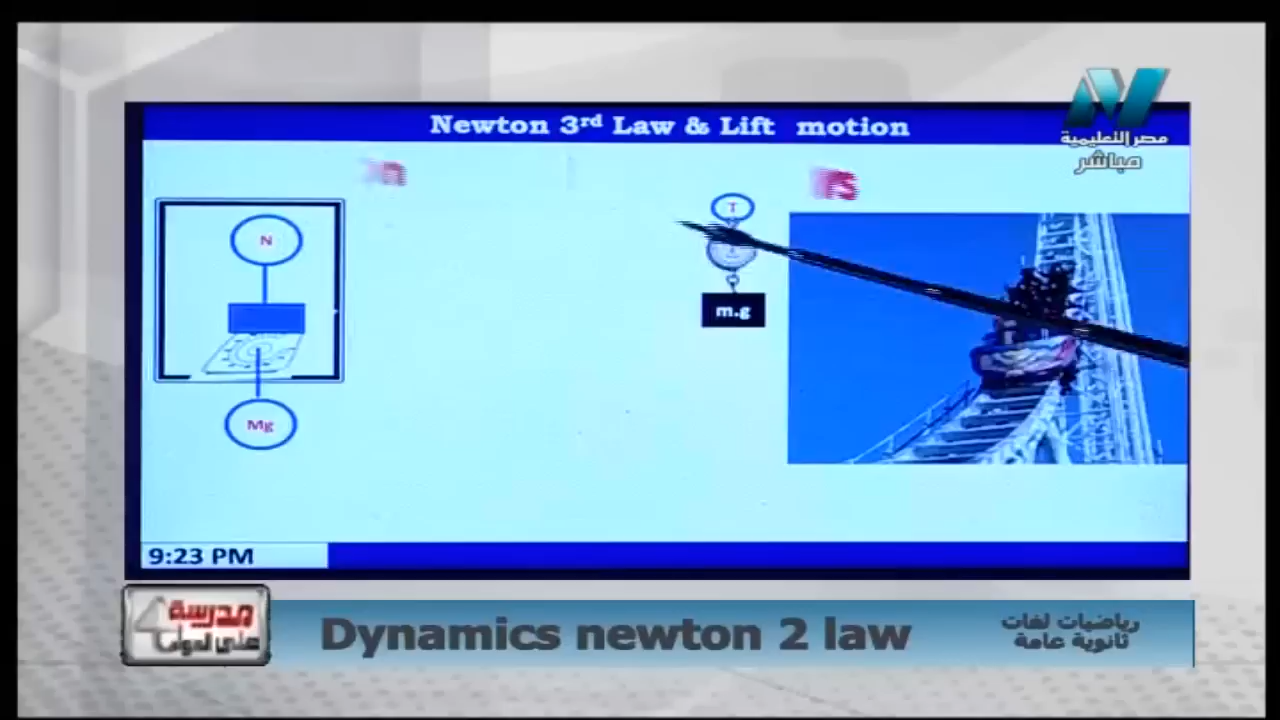 Newton 3rd Law & Lift motion
مصر التعليمية
مباشر
N
T
m.g
Mg
9:23 PM
مدرسة
على الهوا
Dynamics newton 2 law
رياضيات لغات
ثانوية عامة